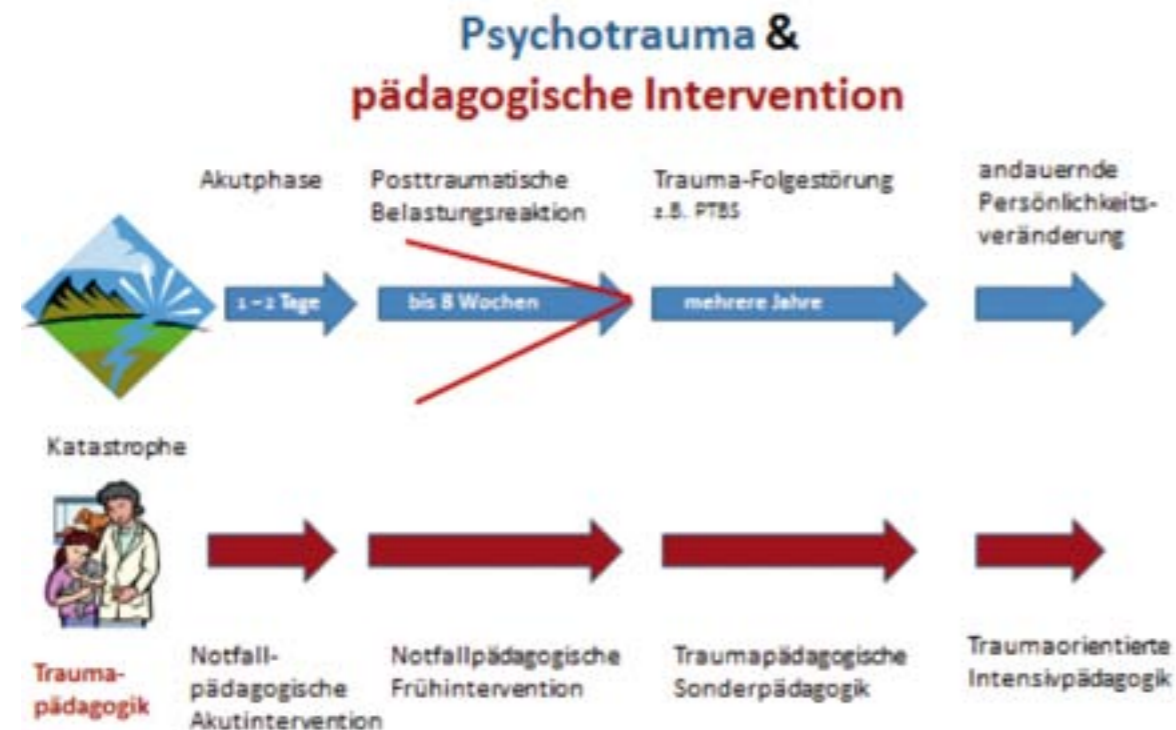 Psychotrauma &
pädagogische Intervention
Akutphase
Posttraumatische
Belastungsreaktion
Trauma-Folgestörung
z.B. PTBS
andauernde
Persönlichkeits-
veränderung
1 – 2 Tage
bis 8 Wochen
mehrere Jahre
Katastrophe
Trauma-
pädagogik
Notfall-
pädagogische
Akutintervention
Notfallpädagogische
Frühintervention
Traumapädagogische
Sonderpädagogik
Traumaorientierte
Intensivpädagogik